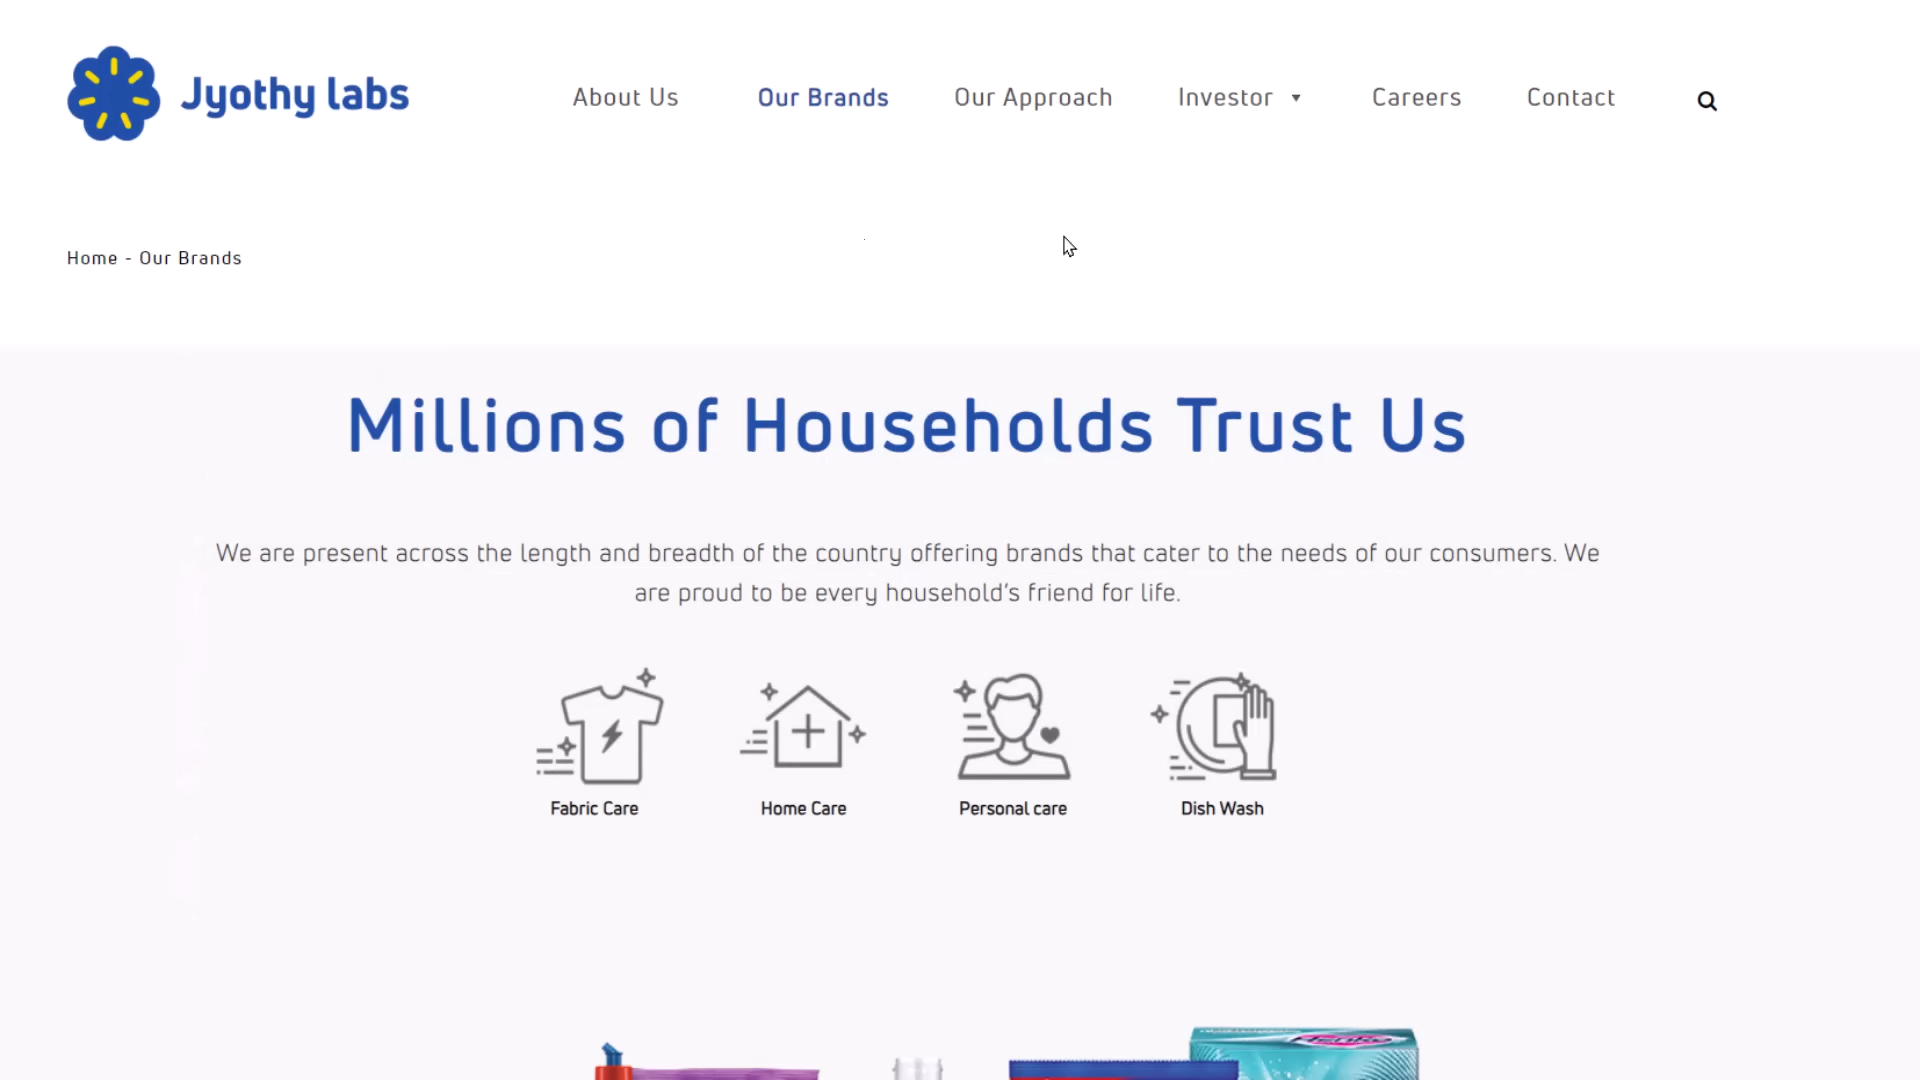 Jyothy labs
About Us
Our Brands
Our Approach
Investor
Careers
Contact
Home - Our Brands
Millions of Households Trust Us
We are present across the length and breadth of the country offering brands that cater to the needs of our consumers. We
are proud to be every household's friend for life.
Fabric Care
Home Care
Personal care
Dish Wash
Henko